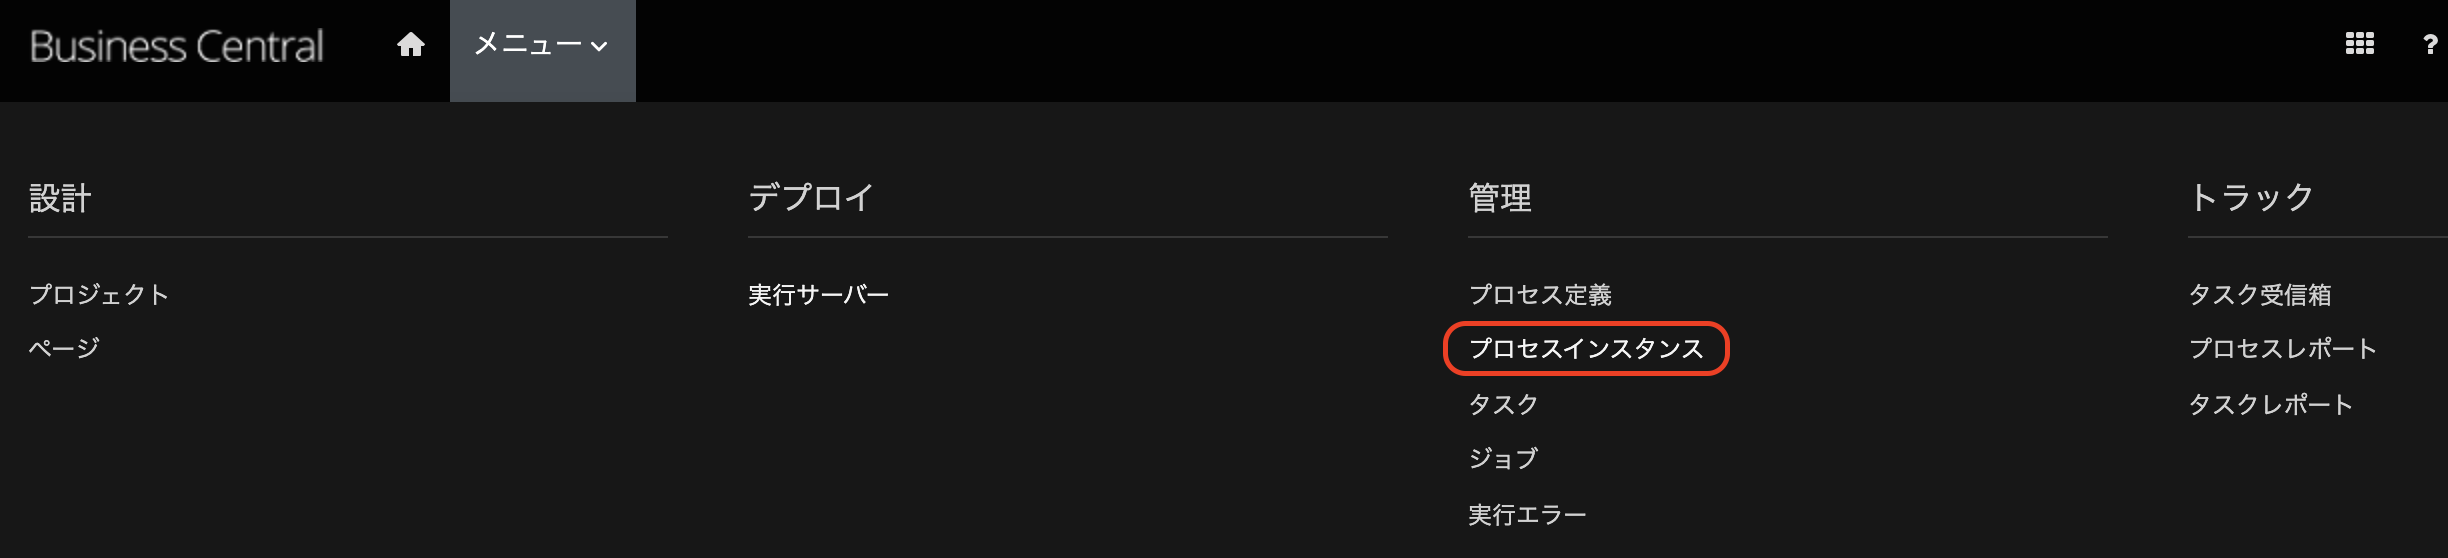 Business Central
メニュー
?
設計
プロジェクト
ページ
デプロイ
実行サーバー
管理
プロセス定義
プロセスインスタンス
タスク
ジョブ
実行エラー
トラック
タスク受信箱
プロセスレポート
タスクレポート